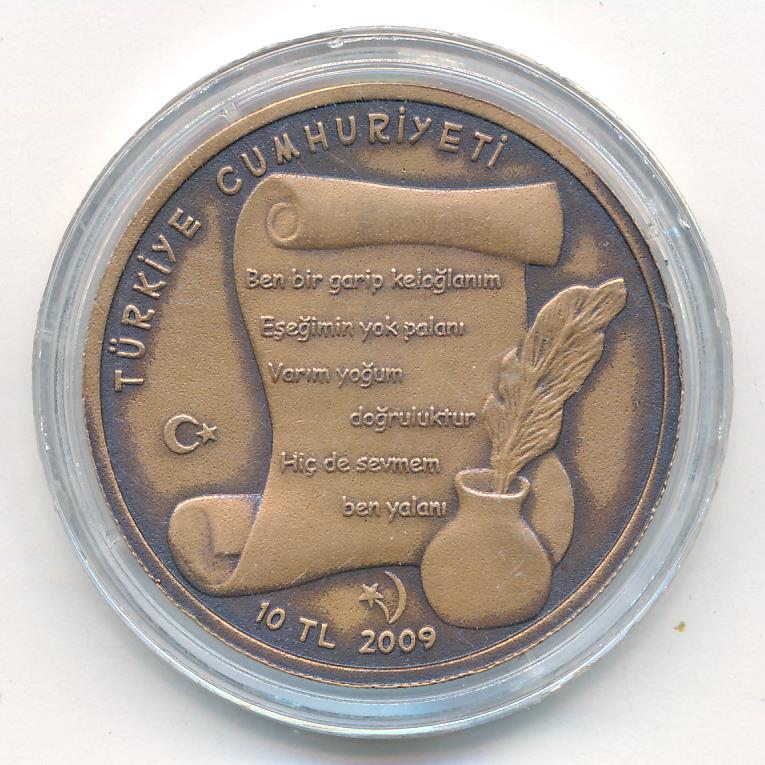 TÜRKİYE CUMHURİYETİ
Ben bir garip keloğlanım
Eşeğimin yok palanı
Varım yoğum
doğruluktur
Hiç de sevmem
ben yalanı
10 TL 2009